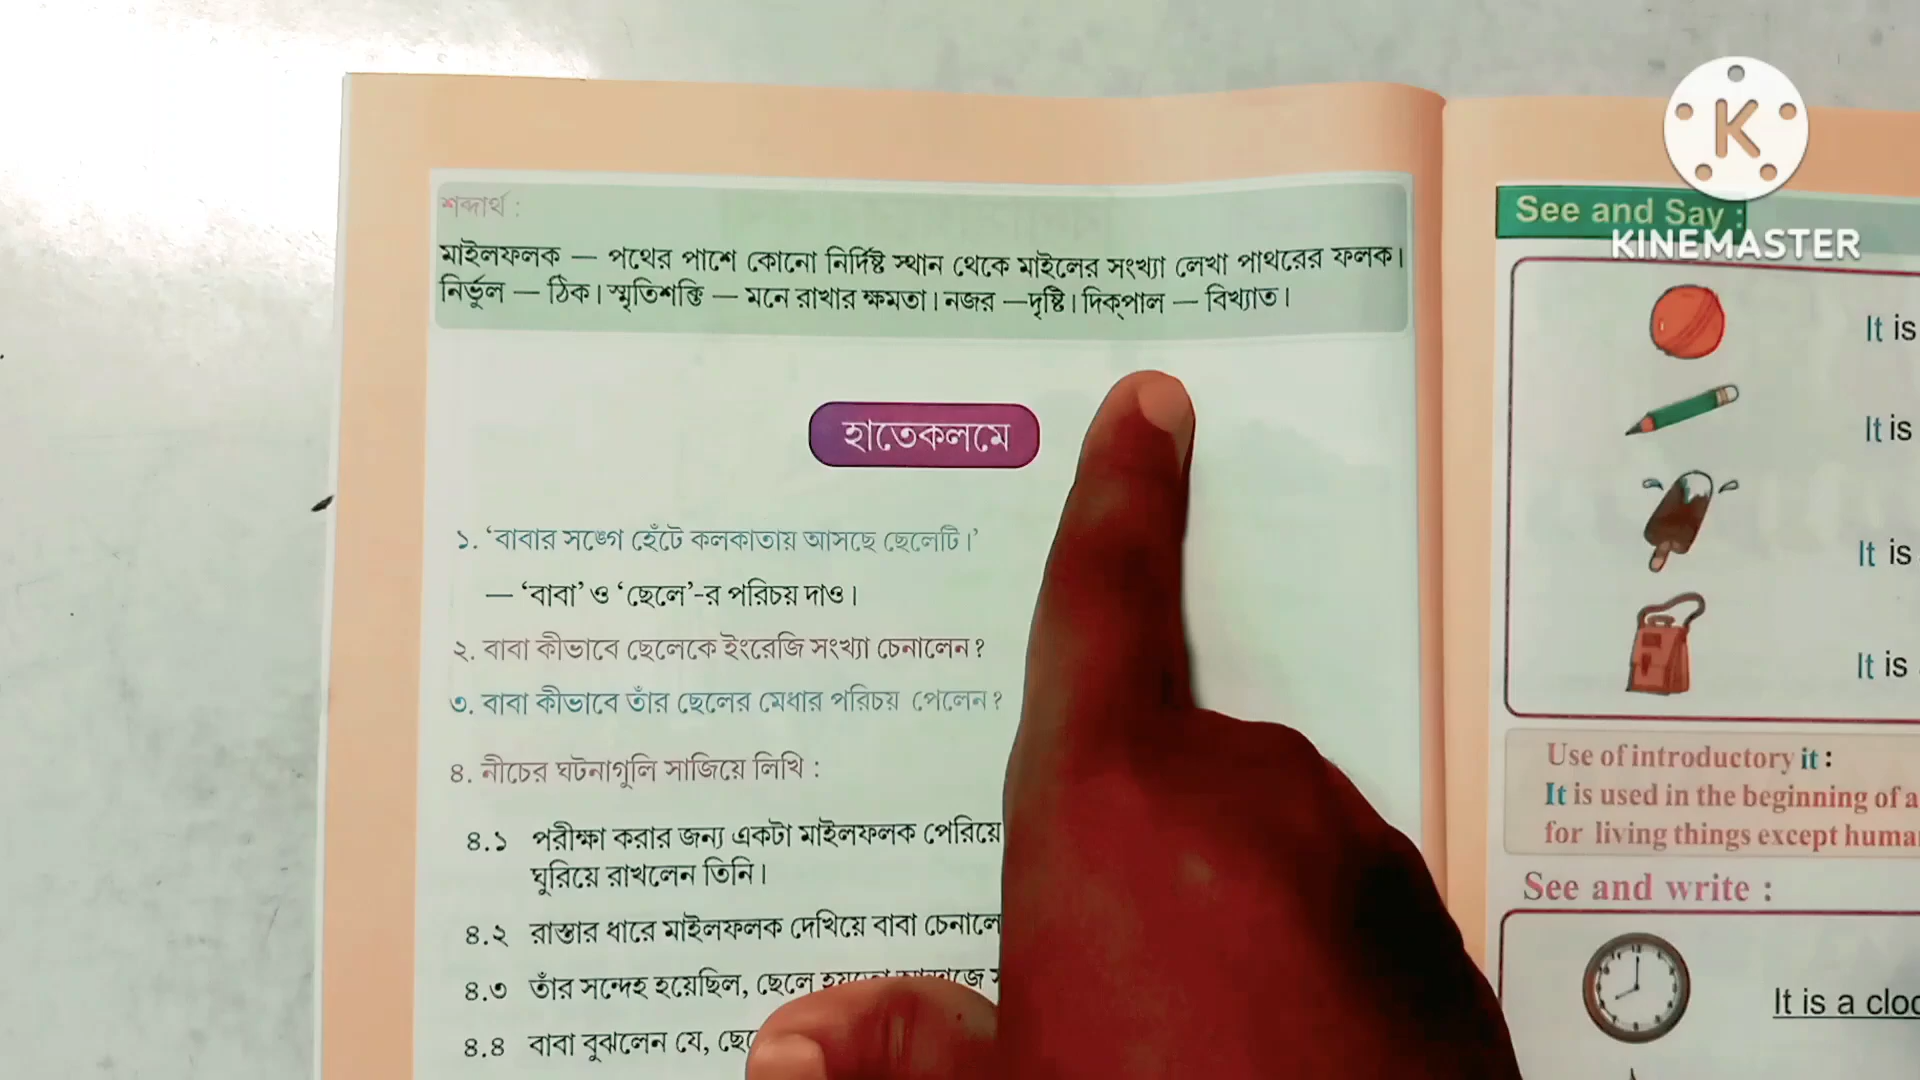 শব্দার্থ :
মাইলফলক — পথের পাশে কোনো নির্দিষ্ট স্থান থেকে মাইলের সংখ্যা লেখা পাথরের ফলক।
নির্ভুল — ঠিক। স্মৃতিশক্তি — মনে রাখার ক্ষমতা। নজর —দৃষ্টি। দিক্‌পাল — বিখ্যাত।
হাতেকলমে
১. ‘বাবার সঙ্গে হেঁটে কলকাতায় আসছে ছেলেটি।’
— ‘বাবা’ ও ‘ছেলে’-র পরিচয় দাও।
২. বাবা কীভাবে ছেলেকে ইংরেজি সংখ্যা চেনালেন?
৩. বাবা কীভাবে তাঁর ছেলের মেধার পরিচয় পেলেন?
৪. নীচের ঘটনাগুলি সাজিয়ে লিখি :
৪.১ পরীক্ষা করার জন্য একটা মাইলফলক পেরিয়ে
ঘুরিয়ে রাখলেন তিনি।
৪.২ রাস্তার ধারে মাইলফলক দেখিয়ে বাবা
৪.৩ তাঁর সন্দেহ হয়েছিল, ছেলে
৪.৪ বাবা বুঝলেন যে,
See and Say :
KINEMASTER
It is
It is
It is
It is
Use of introductory it :
It is used in the beginning of a
for living things except
See and write :
It is a